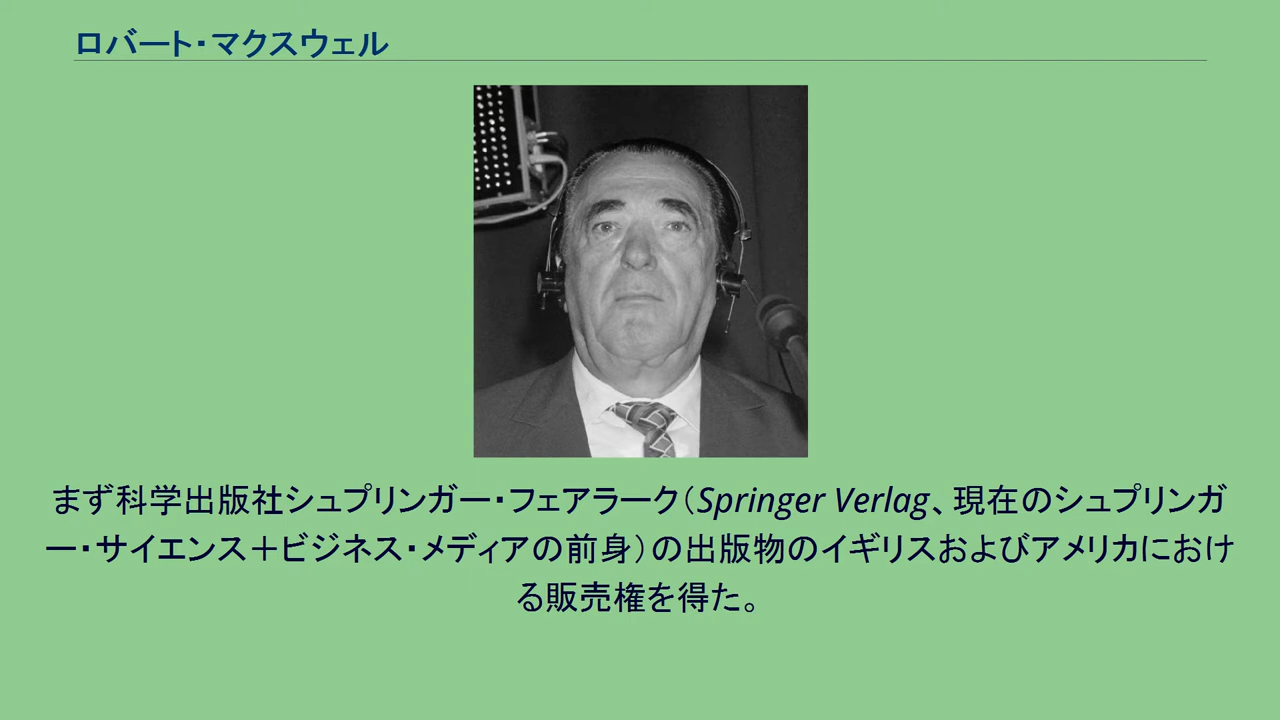 ロバート・マクスウェル
まず科学出版社シュプリンガー・フェアラーク（Springer Verlag、現在のシュプリンガ
ー・サイエンス＋ビジネス・メディアの前身）の出版物のイギリスおよびアメリカにおけ
る販売権を得た。